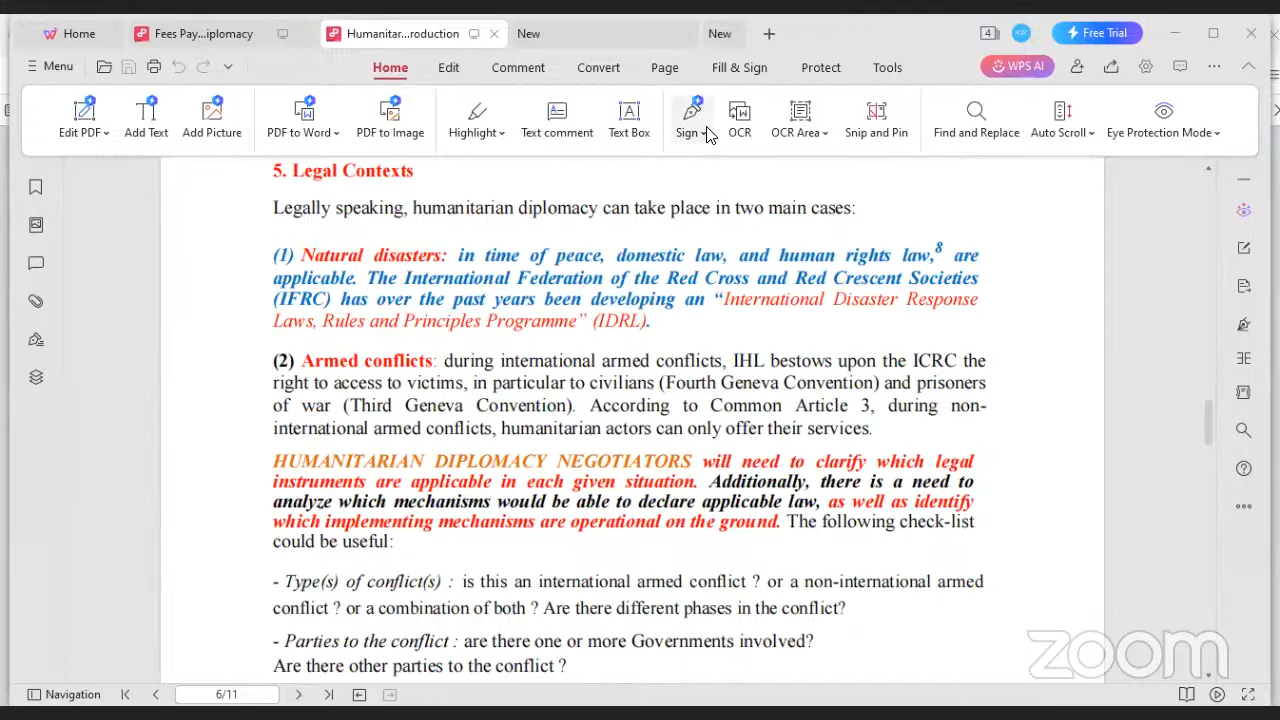 Home
Fees Pay...iplomacy
Humanitar...roduction
New
New
4
KW
Free Trial
Menu
Home
Edit
Comment
Convert
Page
Fill & Sign
Protect
Tools
WPS AI
Edit PDF
Add Text
Add Picture
PDF to Word
PDF to Image
Highlight
Text comment
Text Box
Sign
OCR
OCR Area
Snip and Pin
Find and Replace
Auto Scroll
Eye Protection Mode
5. Legal Contexts
Legally speaking, humanitarian diplomacy can take place in two main cases:
(1) Natural disasters: in time of peace, domestic law, and human rights law,8 are
applicable. The International Federation of the Red Cross and Red Crescent Societies
(IFRC) has over the past years been developing an “International Disaster Response
Laws, Rules and Principles Programme” (IDRL).
(2) Armed conflicts: during international armed conflicts, IHL bestows upon the ICRC the
right to access to victims, in particular to civilians (Fourth Geneva Convention) and prisoners
of war (Third Geneva Convention). According to Common Article 3, during non-
international armed conflicts, humanitarian actors can only offer their services.
HUMANITARIAN DIPLOMACY NEGOTIATORS will need to clarify which legal
instruments are applicable in each given situation. Additionally, there is a need to
analyze which mechanisms would be able to declare applicable law, as well as identify
which implementing mechanisms are operational on the ground. The following check-list
could be useful:
- Type(s) of conflict(s) : is this an international armed conflict ? or a non-international armed
conflict ? or a combination of both ? Are there different phases in the conflict?
- Parties to the conflict : are there one or more Governments involved?
Are there other parties to the conflict ?
zoom
Navigation
6/11